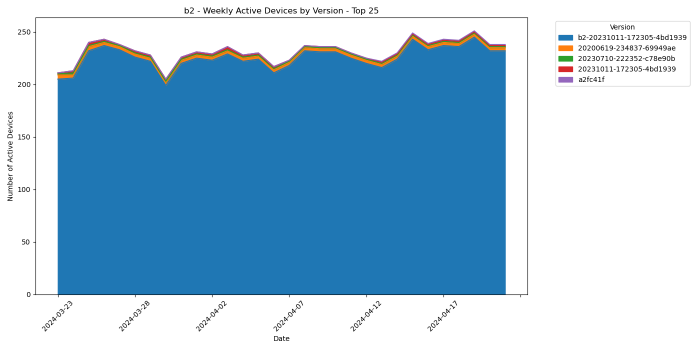 b2 - Weekly Active Devices by Version - Top 25
Number of Active Devices
250
200
150
100
50
0
2024-03-23
2024-03-28
2024-04-02
2024-04-07
2024-04-12
2024-04-17
Date
Version
b2-20231011-172305-4bd1939
20200619-234837-69949ae
20230710-222352-c78e90b
20231011-172305-4bd1939
a2fc41f